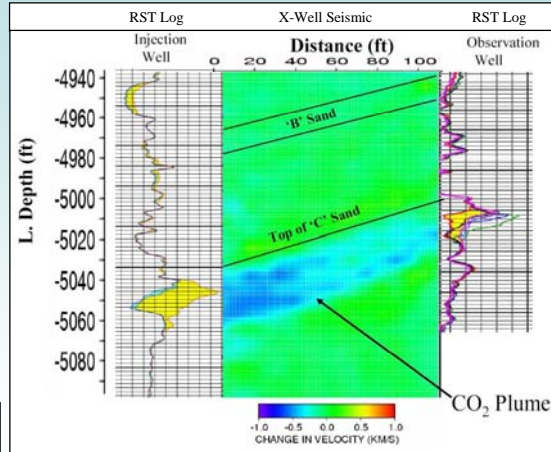 RST Log X-Well Seismic RST Log
Injection Well
Distance (ft)
Observation Well
0 20 40 60 80 100
L. Depth (ft)
-4940
-4960
-4980
-5000
-5020
-5040
-5060
-5080
'B' Sand
Top of 'C' Sand
CO₂ Plume
-1.0 -0.5 0.0 0.5 1.0
CHANGE IN VELOCITY (KM/S)